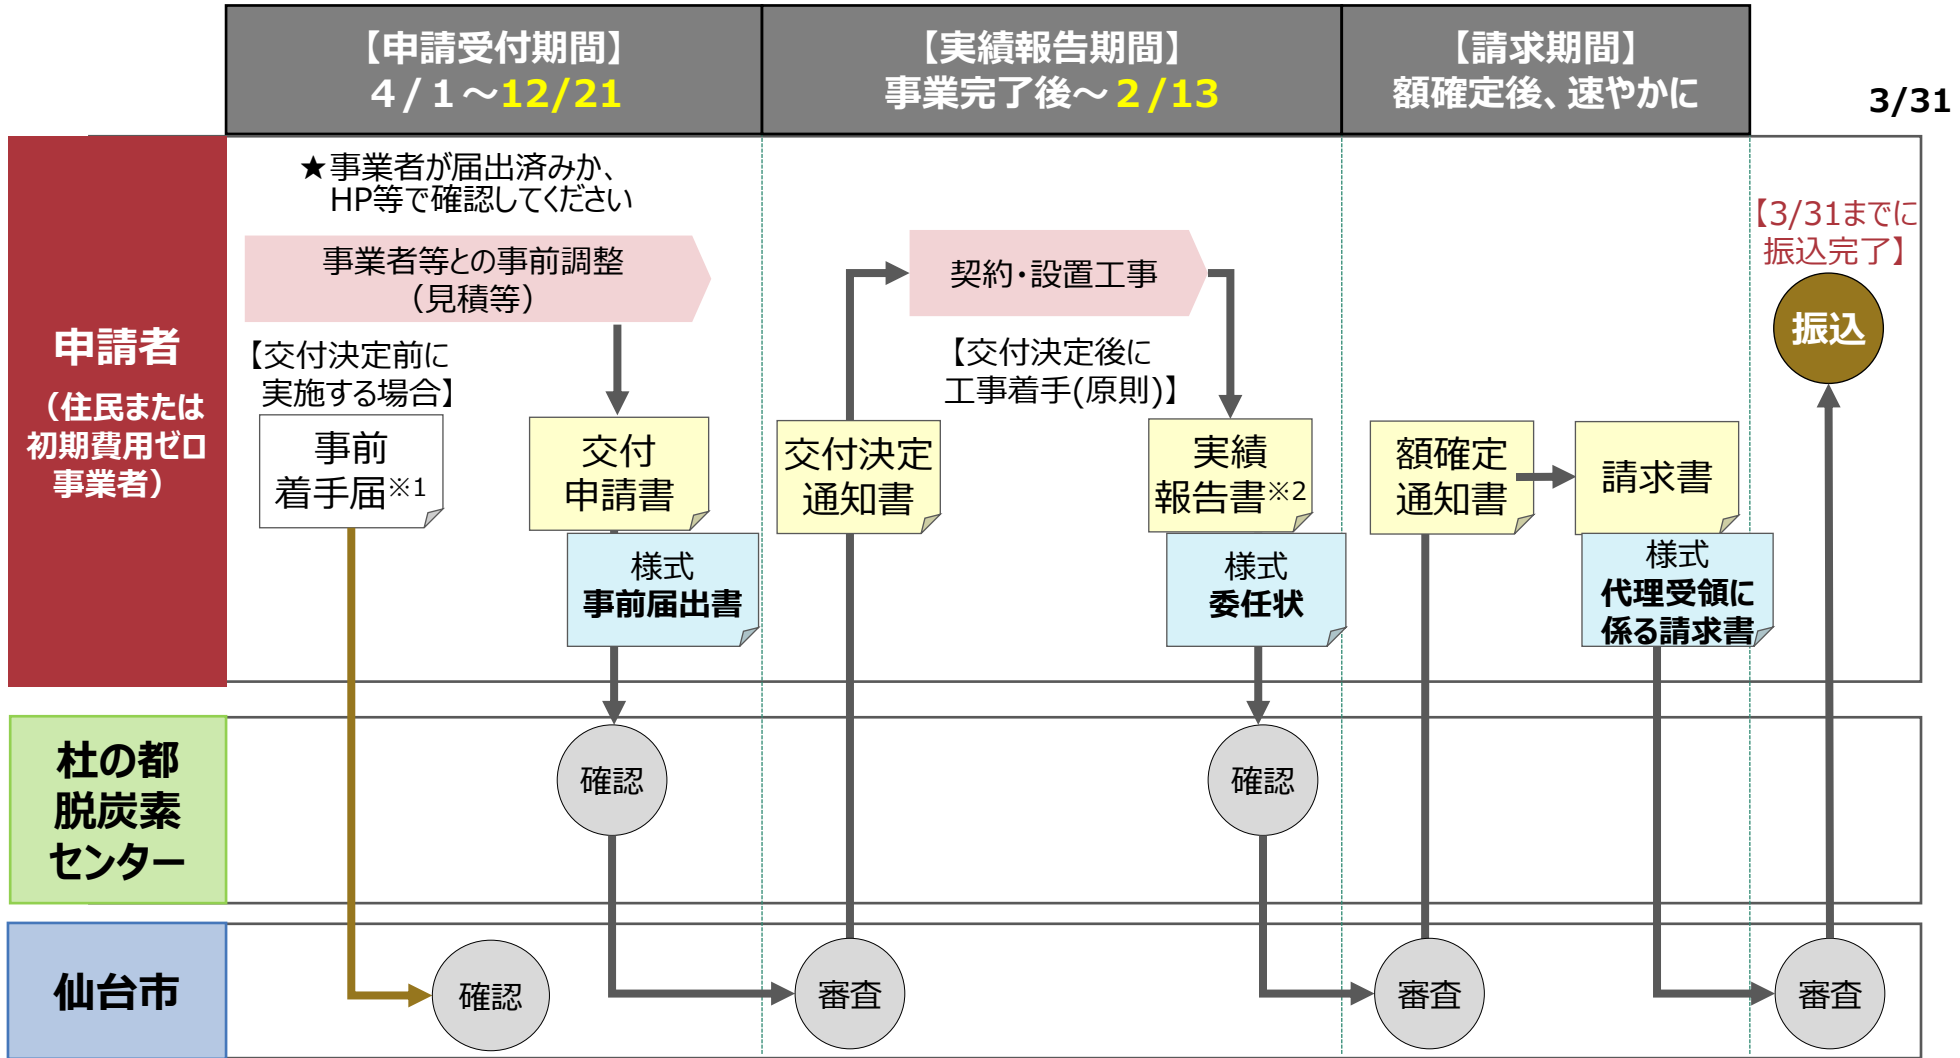 【申請受付期間】
4/1~12/21
【実績報告期間】
事業完了後~2/13
【請求期間】
額確定後、速やかに
3/31
申請者
（住民または
初期費用ゼロ
事業者）
★事業者が届出済みか、
HP等で確認してください
事業者等との事前調整
（見積等）
【交付決定前に
実施する場合】
事前
着手届※1
交付
申請書
様式
事前届出書
交付決定
通知書
契約・設置工事
【交付決定後に
工事着手(原則)】
実績
報告書※2
様式
委任状
額確定
通知書
請求書
様式
代理受領に
係る請求書
【3/31までに
振込完了】
振込
杜の都
脱炭素
センター
確認
確認
仙台市
確認
審査
審査
審査